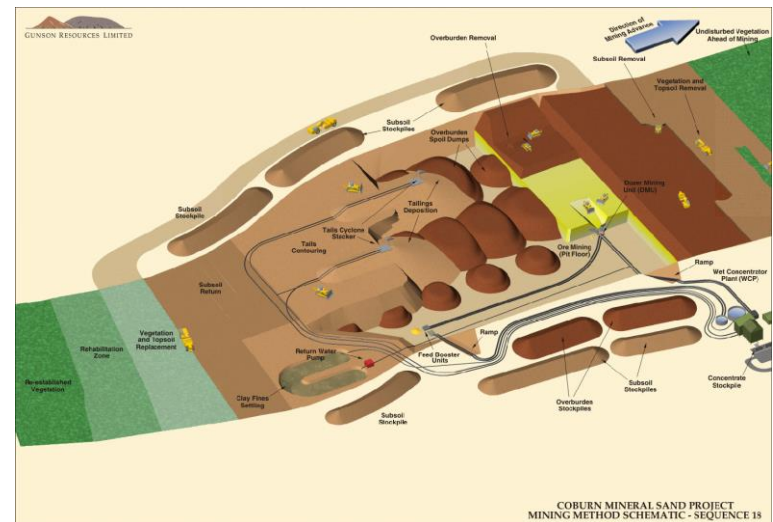 GUNSON RESOURCES LIMITED
Direction of
Mining Advance
Undisturbed Vegetation
Ahead of Mining
Overburden Removal
Subsoil Removal
Vegetation and
Topsoil Removal
Subsoil
Stockpiles
Overburden
Spoil Dumps
Dozer Mining
Unit (DMU)
Subsoil
Stockpile
Tailings
Deposition
Tails Cyclone
Stacker
Tails
Contouring
Ore Mining
(Pit Floor)
Ramp
Wet Concentrator
Plant (WCP)
Subsoil
Return
Vegetation
and Topsoil
Replacement
Rehabilitation
Zone
Re-established
Vegetation
Return Water
Pump
Ramp
Feed Booster
Units
Clay Fines
Settling
Subsoil
Stockpile
Overburden
Stockpiles
Subsoil
Stockpiles
Concentrate
Stockpile
COBURN MINERAL SAND PROJECT
MINING METHOD SCHEMATIC - SEQUENCE 18